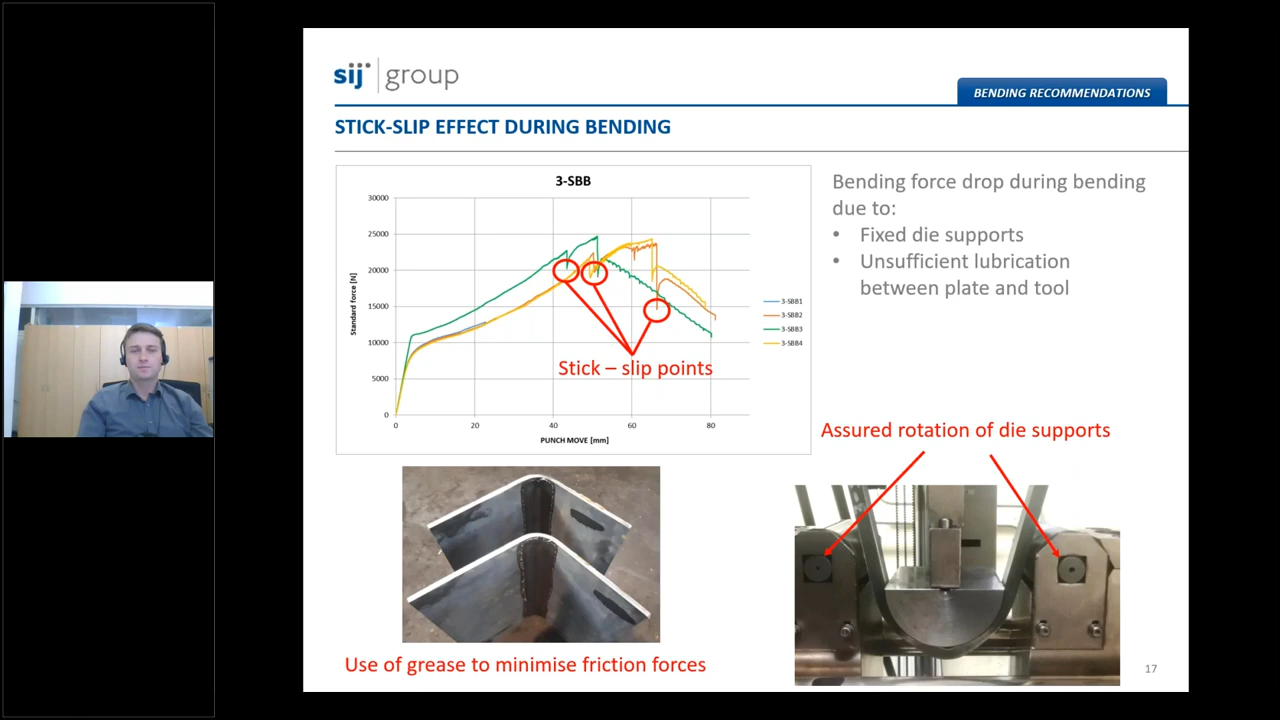 sij group
BENDING RECOMMENDATIONS
STICK-SLIP EFFECT DURING BENDING
3-SBB
30000
25000
20000
15000
10000
5000
0
Standard force [N]
0 20 40 60 80
PUNCH MOVE [mm]
3-SBB1
3-SBB2
3-SBB3
3-SBB4
Stick – slip points
Bending force drop during bending
due to:
• Fixed die supports
• Unsufficient lubrication
between plate and tool
Assured rotation of die supports
Use of grease to minimise friction forces
17